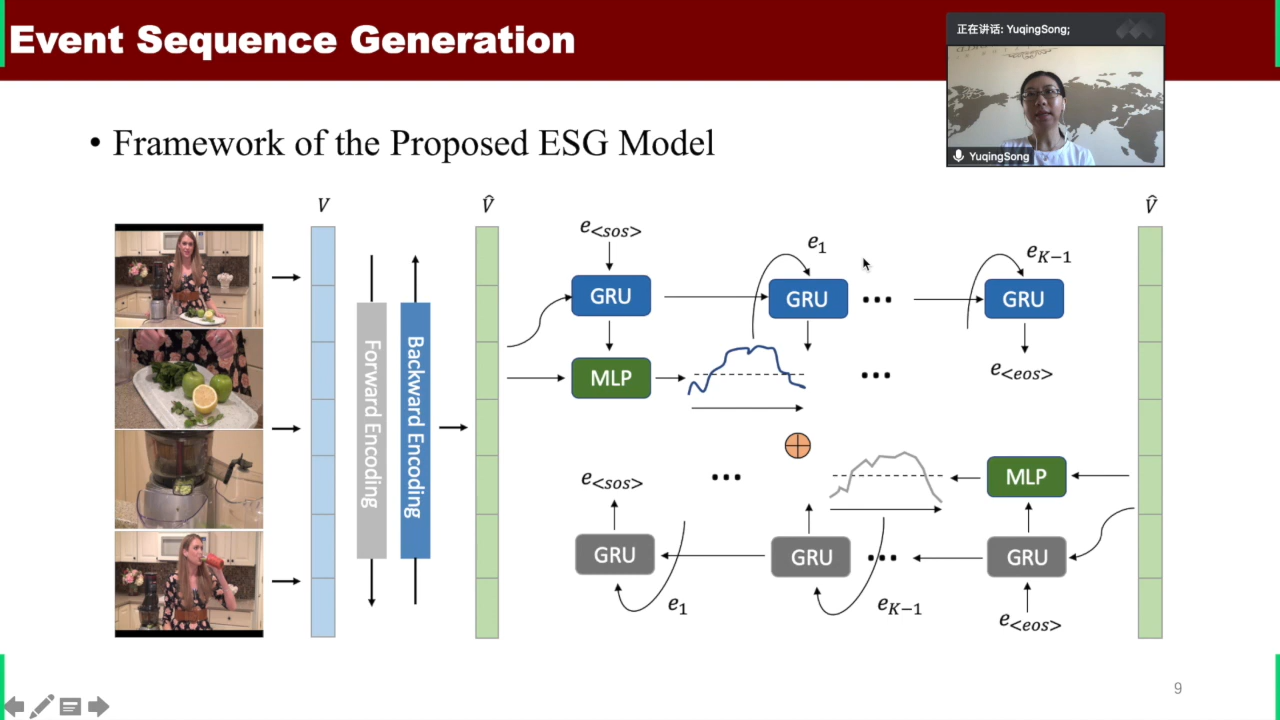 Event Sequence Generation
正在讲话: YuqingSong;
YuqingSong
• Framework of the Proposed ESG Model
V
V̂
V̂
e<sos>
e1
eK−1
GRU
GRU
GRU
MLP
e<eos>
Forward Encoding
Backward Encoding
e<sos>
MLP
GRU
GRU
GRU
e1
eK−1
e<eos>
9